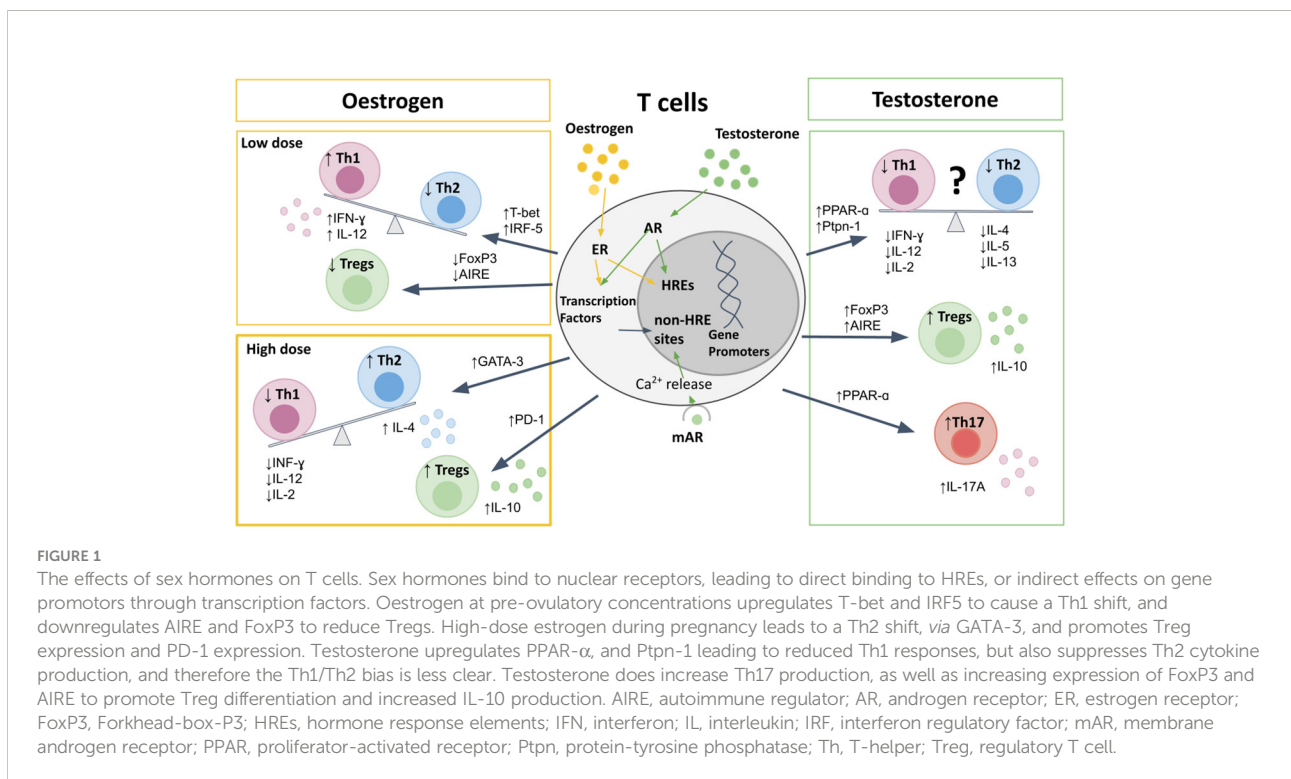 Oestrogen
T cells
Testosterone
Low dose
↑ Th1
↓ Th2
↑IFN-ɣ
↑ IL-12
↑T-bet
↑IRF-5
↓ Tregs
↓FoxP3
↓AIRE
High dose
↑ Th2
↓ Th1
↑GATA-3
↑ IL-4
↓INF-ɣ
↓IL-12
↓IL-2
↑PD-1
↑ Tregs
↑IL-10
Oestrogen
Testosterone
AR
ER
HREs
Transcription
Factors
non-HRE
sites
Gene
Promoters
Ca²⁺ release
mAR
↑PPAR-α
↑Ptpn-1
↓ Th1
?
↓ Th2
↓IFN-ɣ
↓IL-12
↓IL-2
↓IL-4
↓IL-5
↓IL-13
↑FoxP3
↑AIRE
↑ Tregs
↑IL-10
↑PPAR-α
↑Th17
↑IL-17A
FIGURE 1
The effects of sex hormones on T cells. Sex hormones bind to nuclear receptors, leading to direct binding to HREs, or indirect effects on gene
promotors through transcription factors. Oestrogen at pre-ovulatory concentrations upregulates T-bet and IRF5 to cause a Th1 shift, and
downregulates AIRE and FoxP3 to reduce Tregs. High-dose estrogen during pregnancy leads to a Th2 shift, via GATA-3, and promotes Treg
expression and PD-1 expression. Testosterone upregulates PPAR-α, and Ptpn-1 leading to reduced Th1 responses, but also suppresses Th2 cytokine
production, and therefore the Th1/Th2 bias is less clear. Testosterone does increase Th17 production, as well as increasing expression of FoxP3 and
AIRE to promote Treg differentiation and increased IL-10 production. AIRE, autoimmune regulator; AR, androgen receptor; ER, estrogen receptor;
FoxP3, Forkhead-box-P3; HREs, hormone response elements; IFN, interferon; IL, interleukin; IRF, interferon regulatory factor; mAR, membrane
androgen receptor; PPAR, proliferator-activated receptor; Ptpn, protein-tyrosine phosphatase; Th, T-helper; Treg, regulatory T cell.